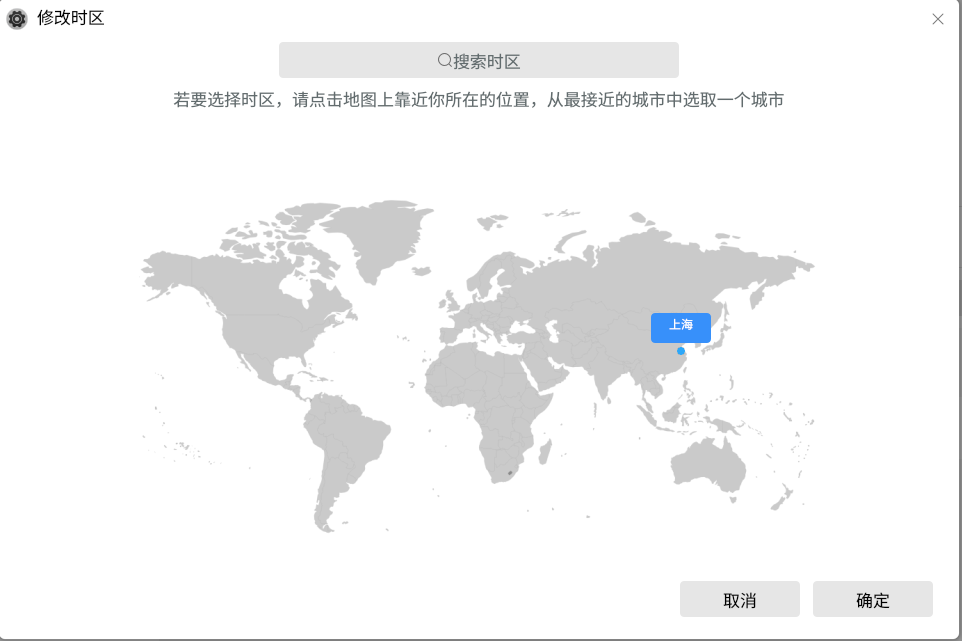 修改时区
搜索时区
若要选择时区，请点击地图上靠近你所在的位置，从最接近的城市中选取一个城市
上海
取消
确定